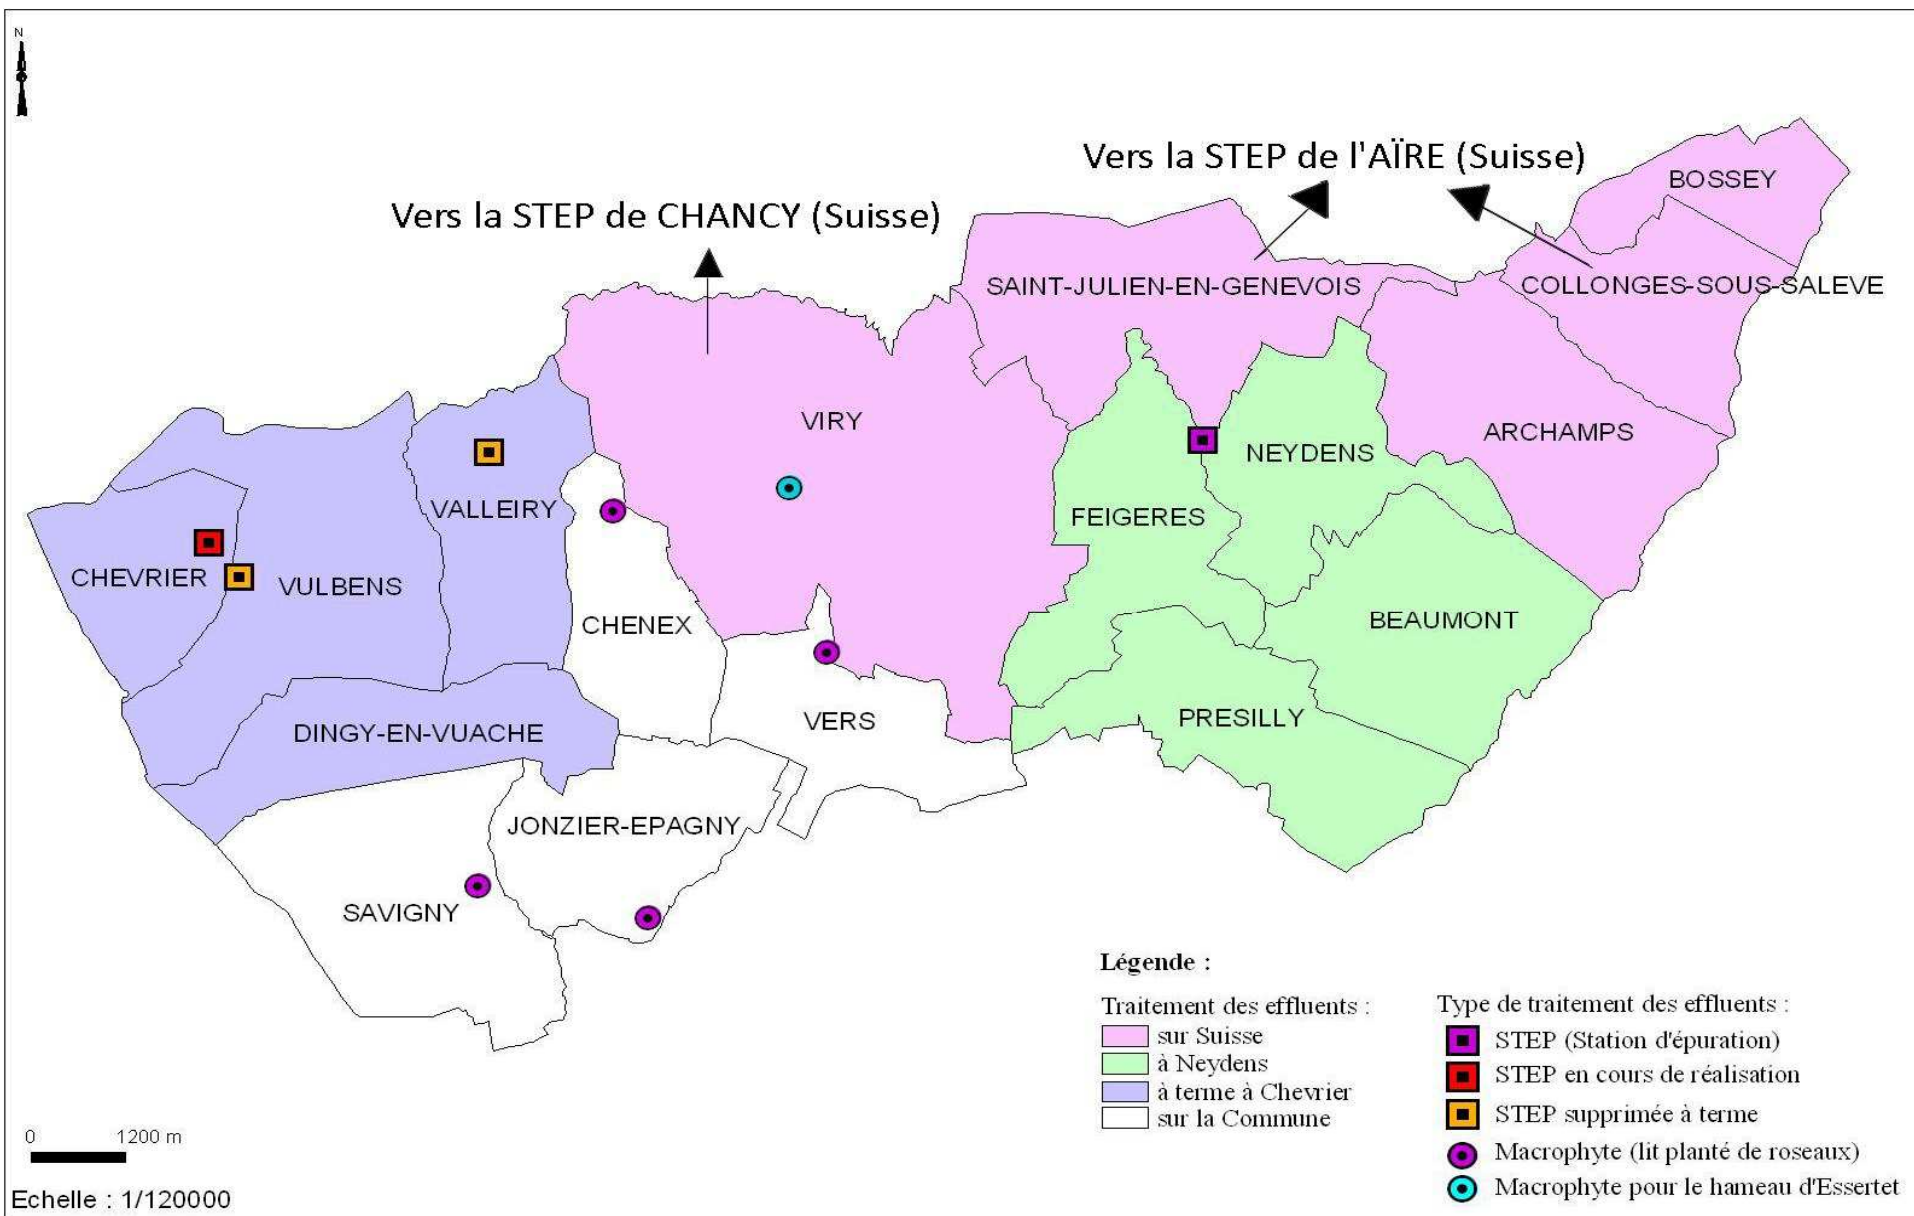 N
Vers la STEP de l'AÏRE (Suisse)
BOSSEY
Vers la STEP de CHANCY (Suisse)
SAINT-JULIEN-EN-GENEVOIS
COLLONGES-SOUS-SALEVE
VIRY
ARCHAMPS
NEYDENS
VALLEIRY
FEIGERES
CHEVRIER
VULBENS
CHENEX
BEAUMONT
VERS
PRESILLY
DINGY-EN-VUACHE
JONZIER-EPAGNY
SAVIGNY
Légende :
Traitement des effluents :
sur Suisse
à Neydens
à terme à Chevrier
sur la Commune
Type de traitement des effluents :
STEP (Station d'épuration)
STEP en cours de réalisation
STEP supprimée à terme
Macrophyte (lit planté de roseaux)
Macrophyte pour le hameau d'Essertet
0 1200 m
Echelle : 1/120000